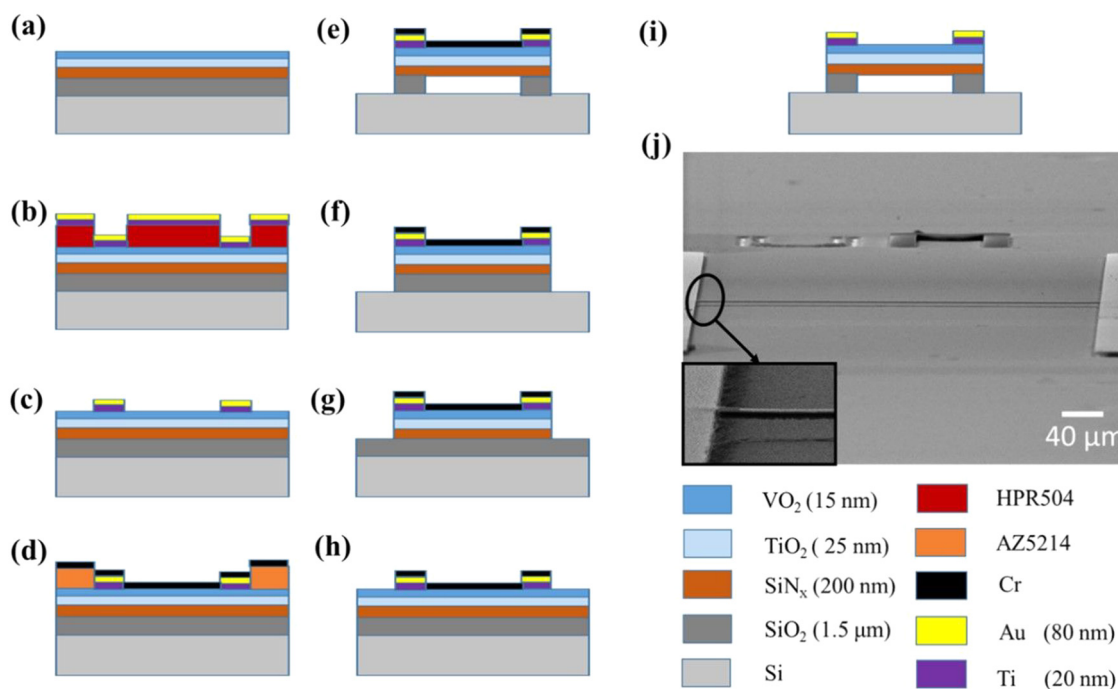 (a)
(e)
(i)
(j)
(b)
(f)
(c)
(g)
40 μm
VO2 (15 nm)
HPR504
TiO2 ( 25 nm)
AZ5214
(d)
(h)
SiNx (200 nm)
Cr
SiO2 (1.5 μm)
Au (80 nm)
Si
Ti (20 nm)